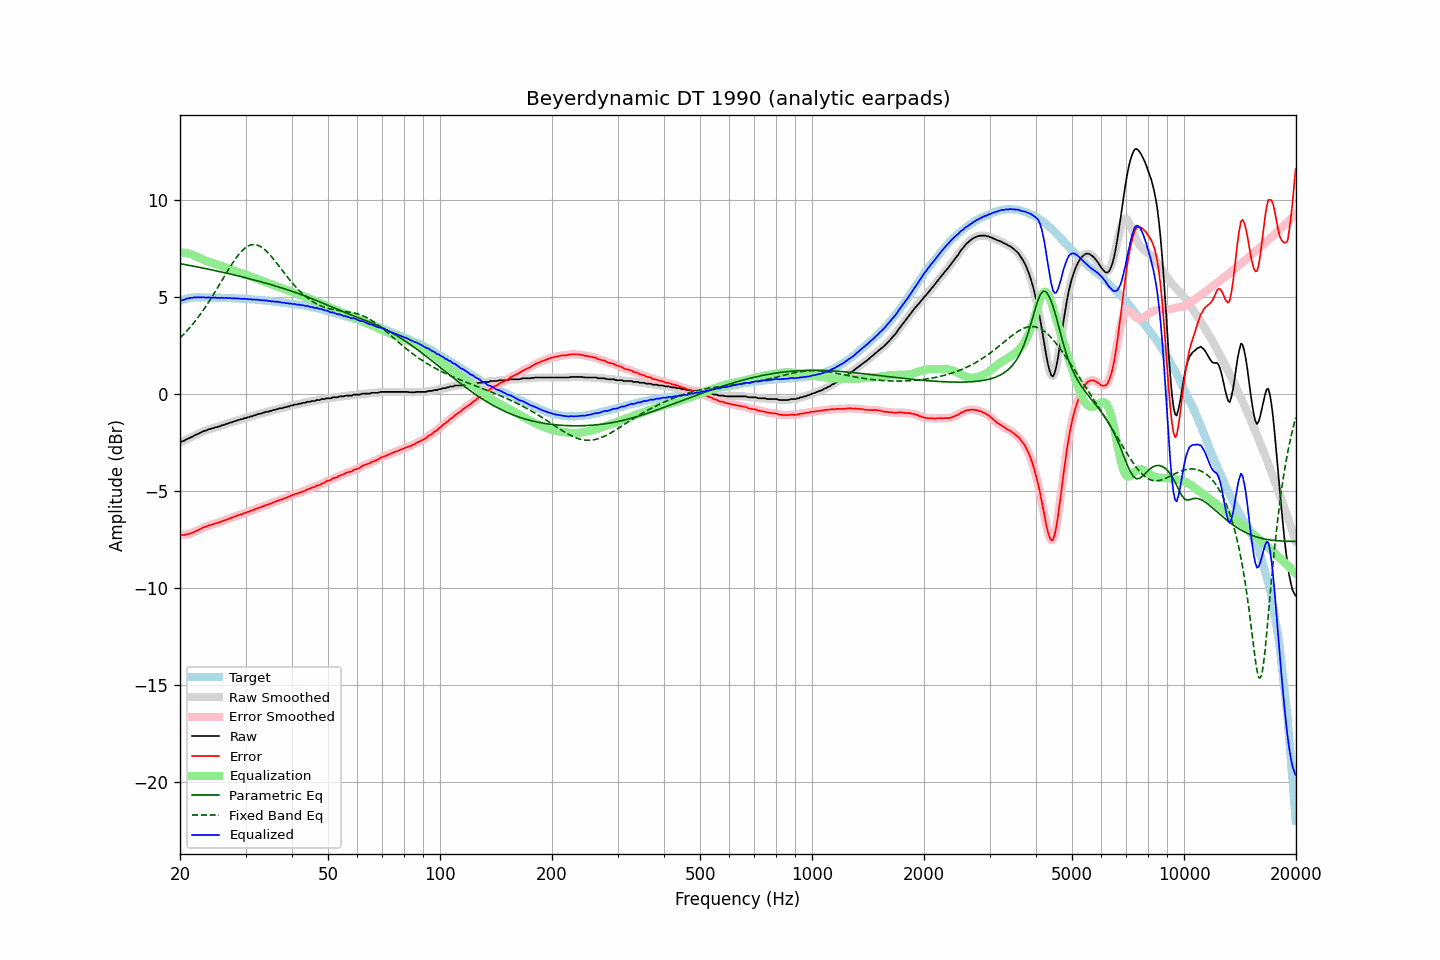 Beyerdynamic DT 1990 (analytic earpads)
Amplitude (dBr)
10
5
0
−5
−10
−15
−20
Target
Raw Smoothed
Error Smoothed
Raw
Error
Equalization
Parametric Eq
Fixed Band Eq
Equalized
20 50 100 200 500 1000 2000 5000 10000 20000
Frequency (Hz)